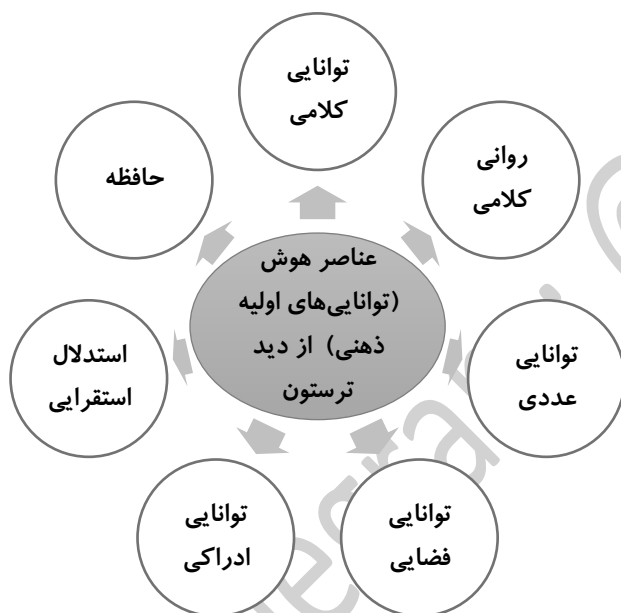 توانایی
کلامی
روانی
کلامی
توانایی
عددی
توانایی
فضایی
توانایی
ادراکی
استدلال
استقرایی
حافظه
عناصر هوش
(توانایی‌های اولیه
ذهنی) از دید
ترستون